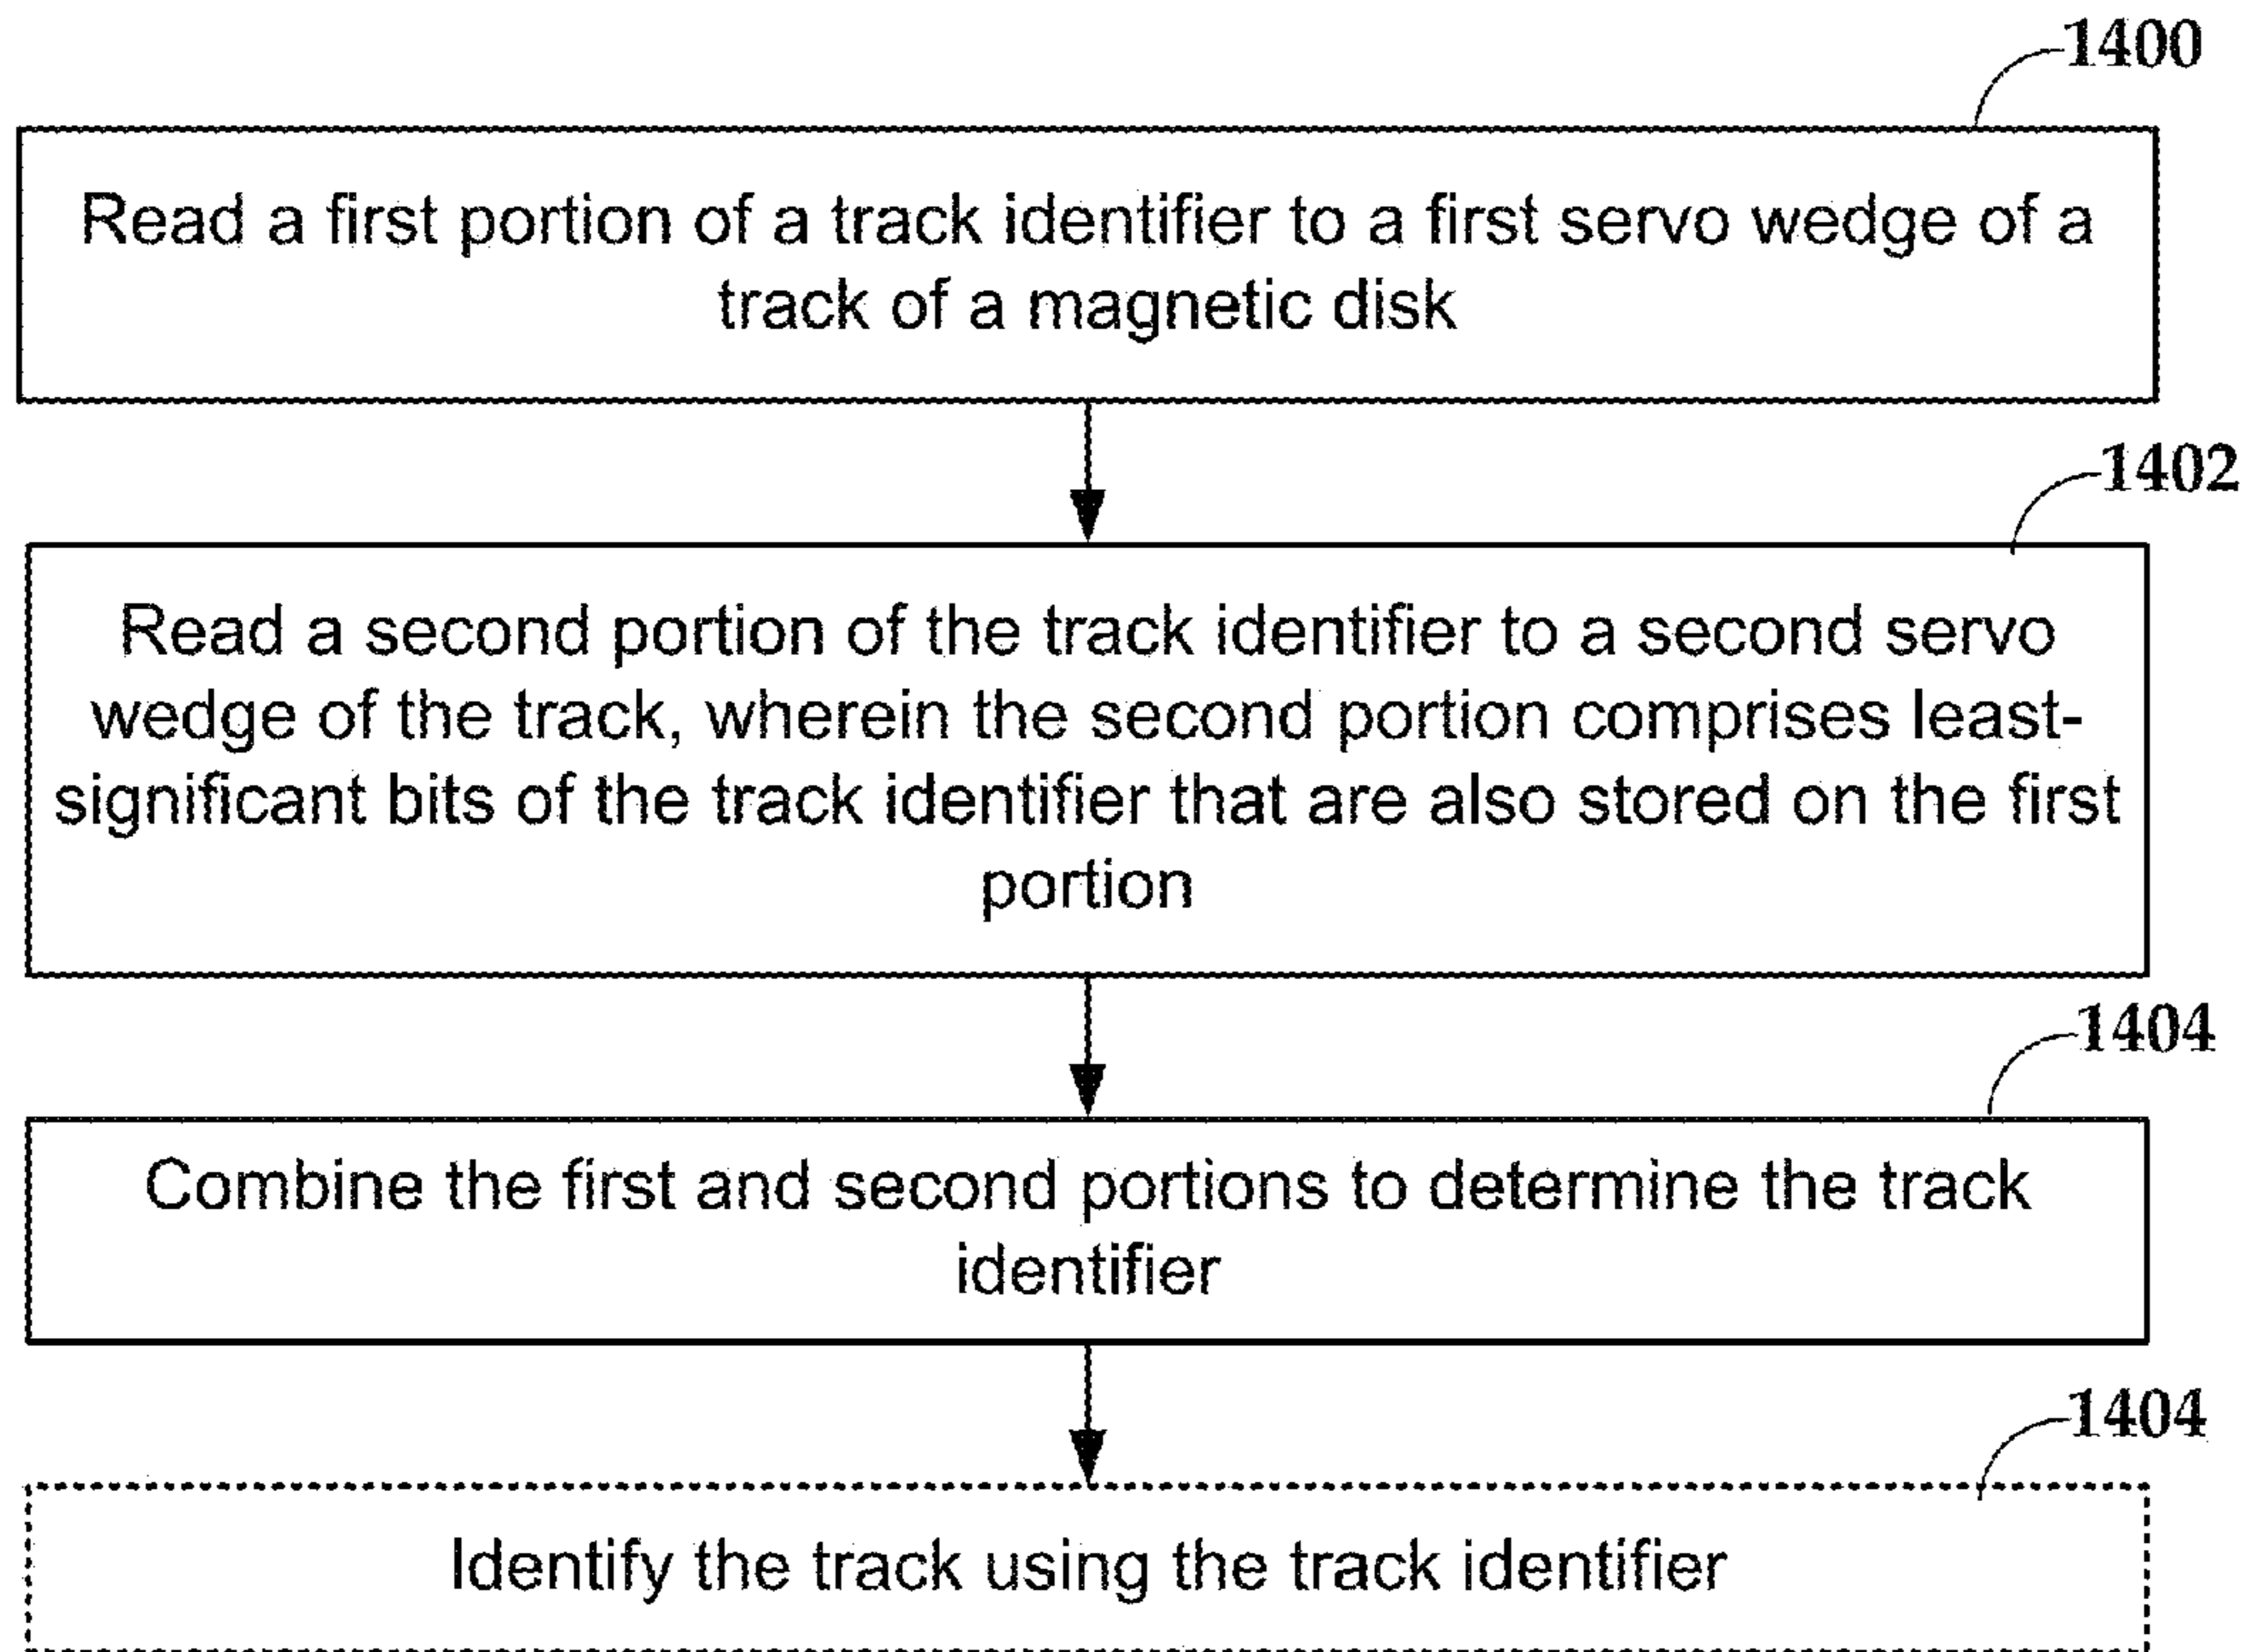 1400
Read a first portion of a track identifier to a first servo wedge of a
track of a magnetic disk
1402
Read a second portion of the track identifier to a second servo
wedge of the track, wherein the second portion comprises least-
significant bits of the track identifier that are also stored on the first
portion
1404
Combine the first and second portions to determine the track
identifier
1404
Identify the track using the track identifier